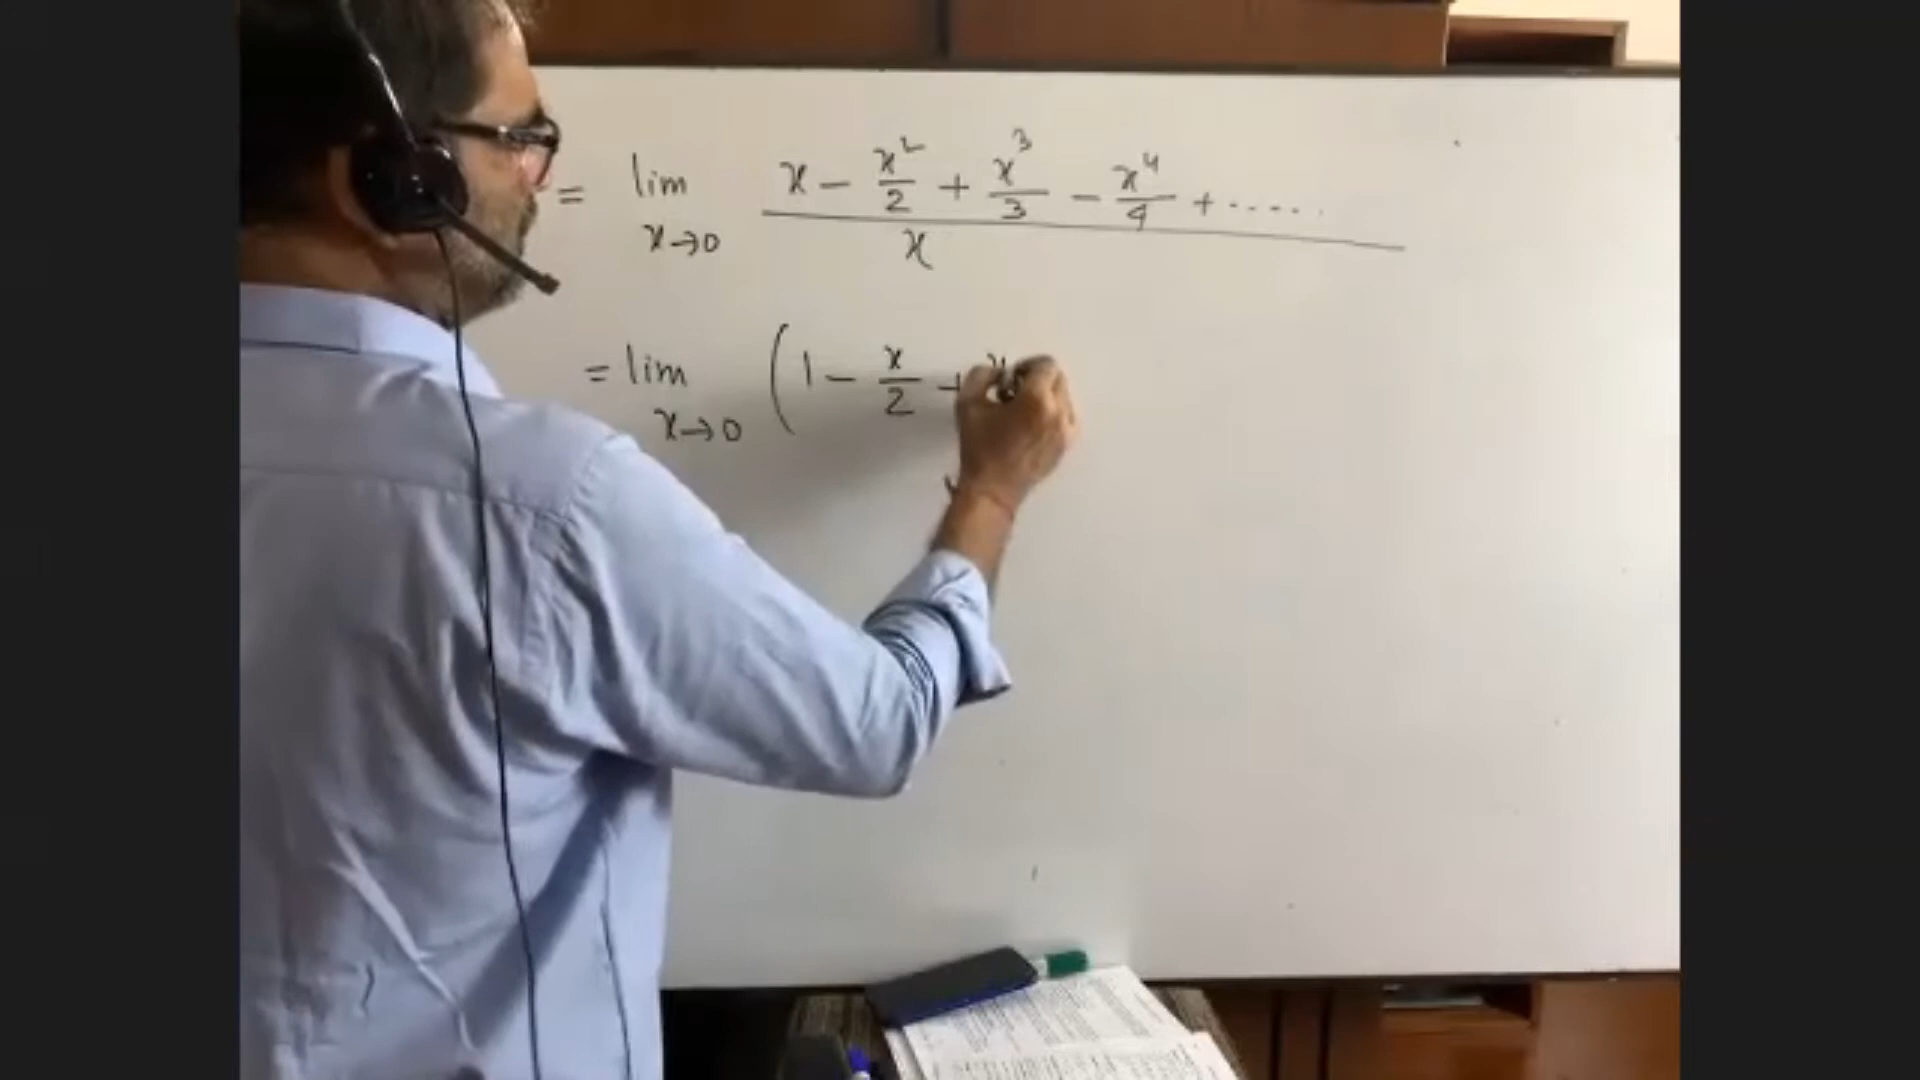 = lim x→0 (x - x²/2 + x³/3 - x⁴/4 + .....)/x
= lim x→0 (1 - x/2 + x